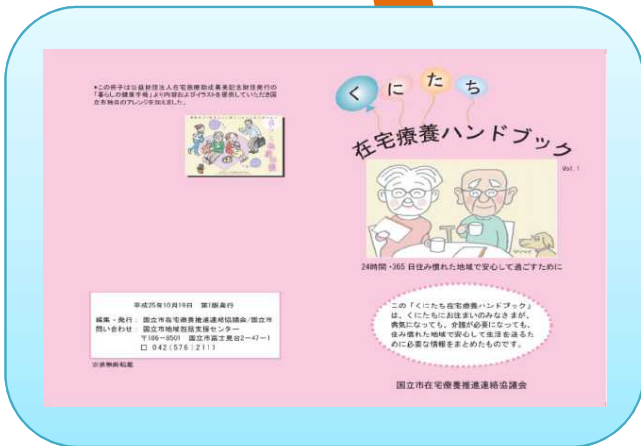 *この冊子は公益財団法人在宅医療助成勇美記念財団発行の
「暮らしの健康手帳」より内容およびイラストを提供していただき国
立市独自のアレンジを加えました。
平成25年10月19日 第1版発行
編集・発行: 国立市在宅療養推進連絡協議会/国立市
問い合わせ: 国立市地域包括支援センター
〒186-8501 国立市富士見台2-47-1
☐ 042(576)2111
※禁無断転載
くにたち
在宅療養ハンドブック
Vol.1
24時間・365日住み慣れた地域で安心して過ごすために
この「くにたち在宅療養ハンドブック」
は、くにたちにお住まいのみなさまが、
病気になっても、介護が必要になっても、
住み慣れた地域で安心して生活を送るた
めに必要な情報をまとめたものです。
国立市在宅療養推進連絡協議会